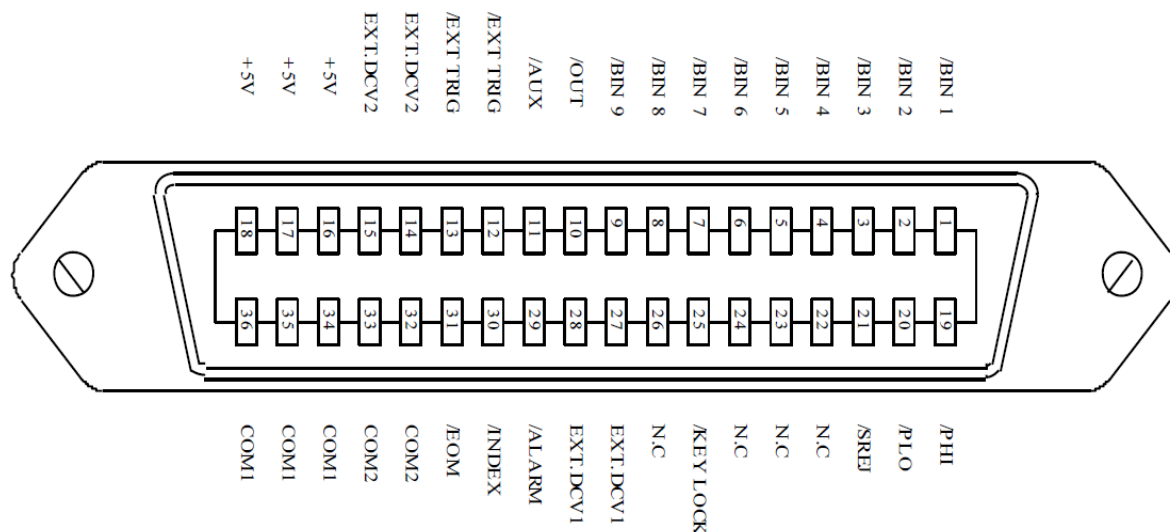 +5V
+5V
+5V
EXT.DCV2
EXT.DCV2
/EXT TRIG
/EXT TRIG
/AUX
/OUT
/BIN 9
/BIN 8
/BIN 7
/BIN 6
/BIN 5
/BIN 4
/BIN 3
/BIN 2
/BIN 1
18
17
16
15
14
13
12
11
10
9
8
7
6
5
4
3
2
1
36
35
34
33
32
31
30
29
28
27
26
25
24
23
22
21
20
19
COM1
COM1
COM1
COM2
COM2
/EOM
/INDEX
/ALARM
EXT.DCV1
EXT.DCV1
N.C
/KEY LOCK
N.C
N.C
N.C
/SREJ
/PLO
/PHI